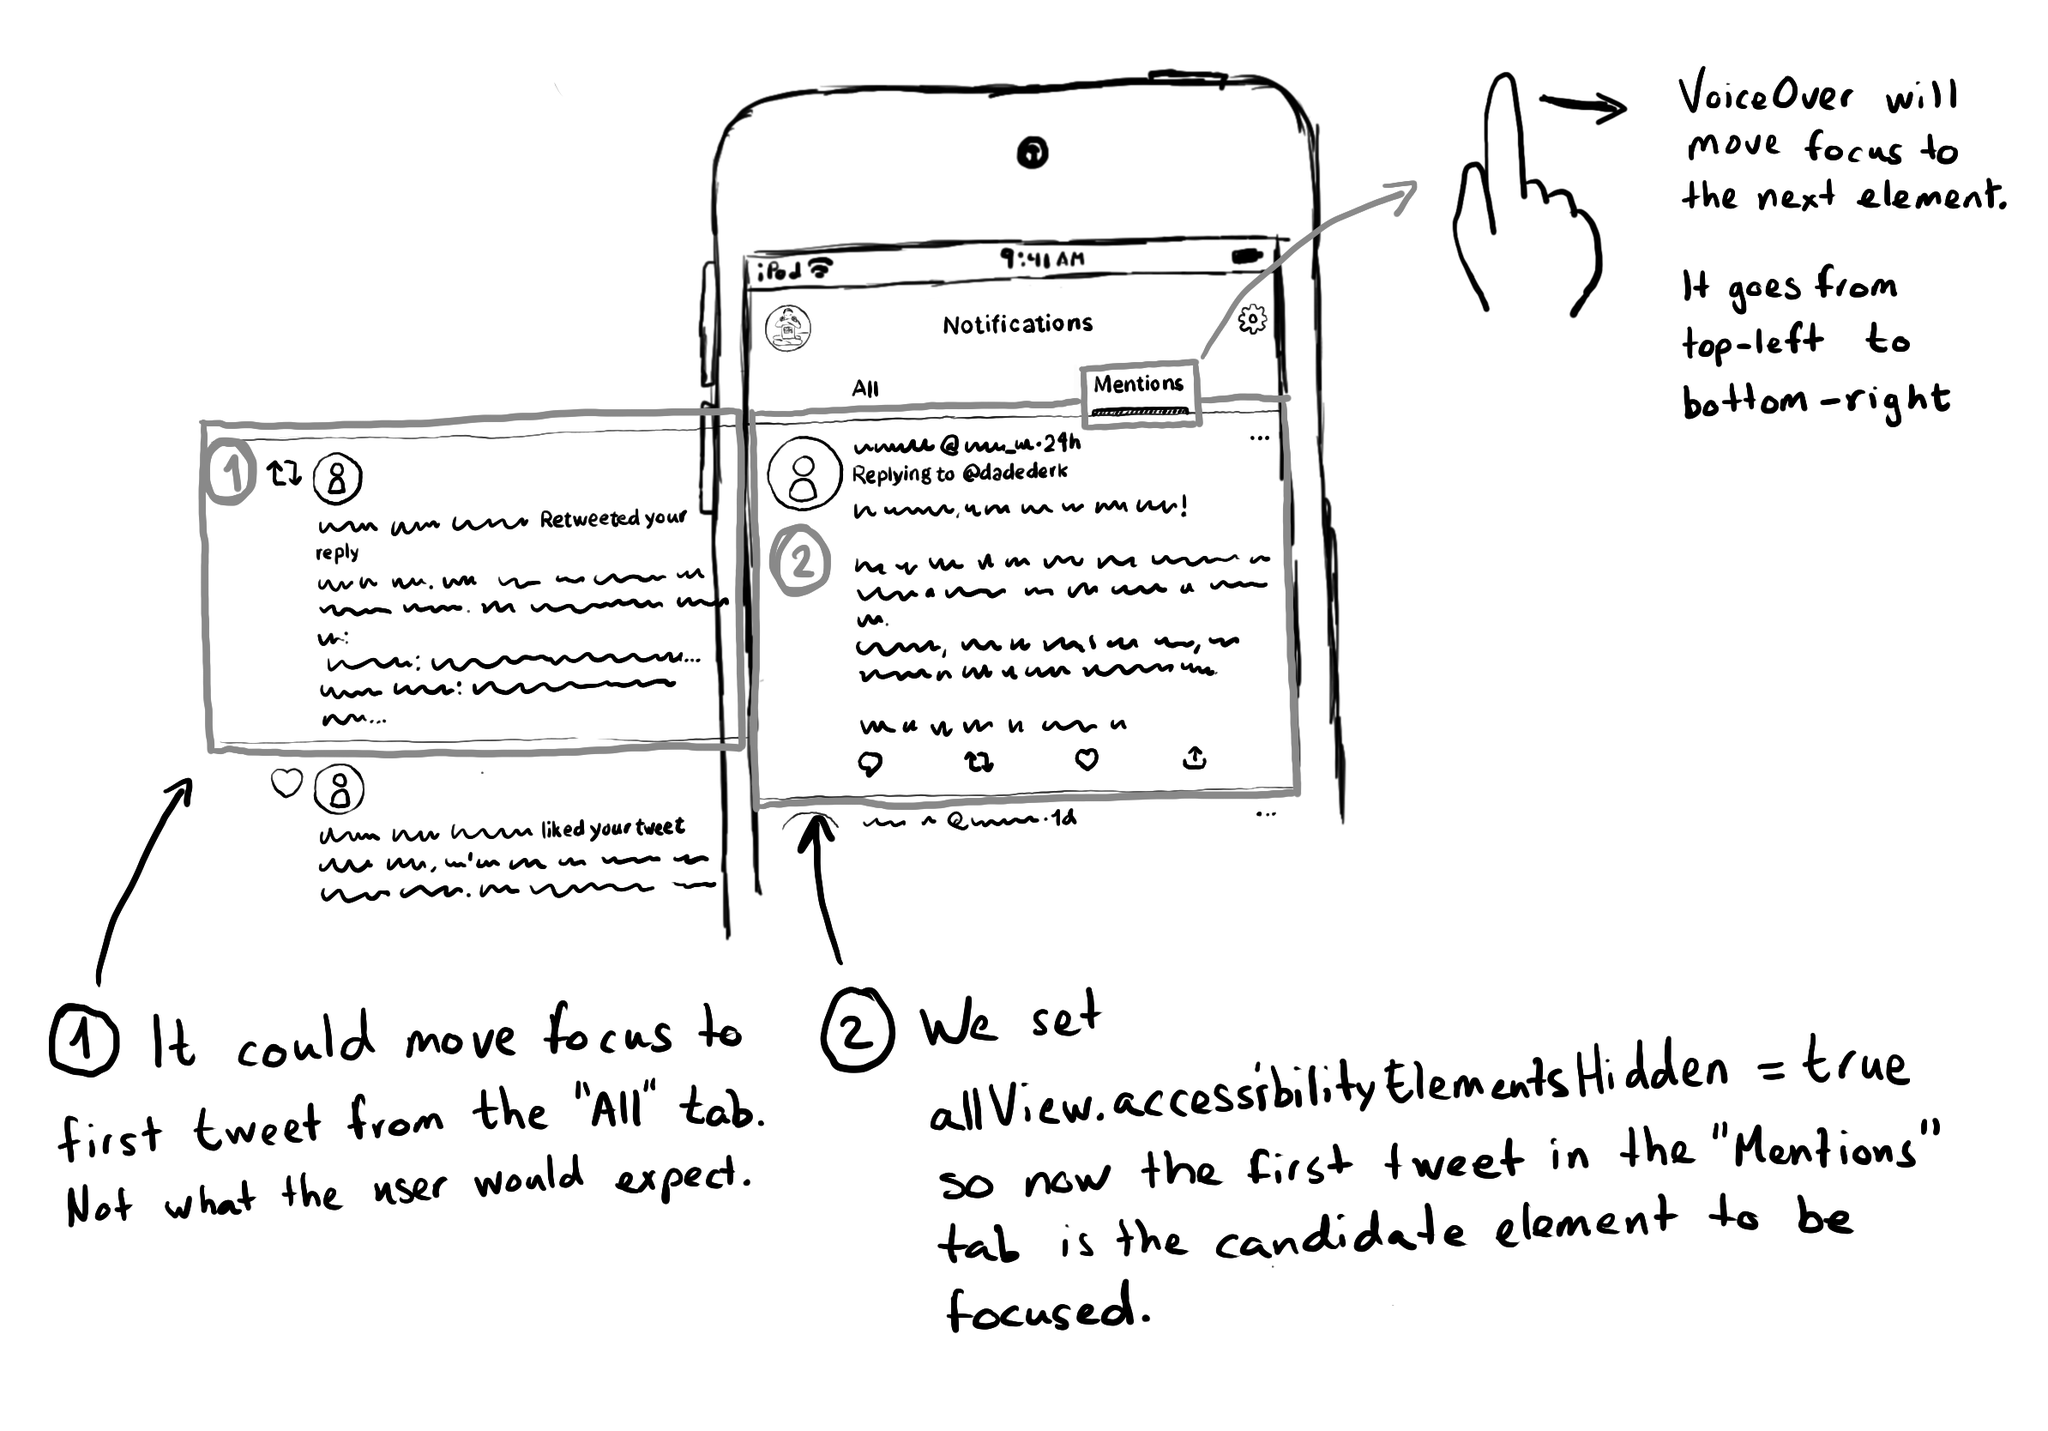 VoiceOver will
move focus to
the next element.
It goes from
top-left to
bottom-right
iPod
9:41 AM
Notifications
All
Mentions
1
Retweeted your
reply
liked your tweet
@ · 24h
Replying to @dadederk
2
@ · 1d
1 It could move focus to
first tweet from the "All" tab.
Not what the user would expect.
2 We set
allView.accessibilityElementsHidden = true
so now the first tweet in the "Mentions"
tab is the candidate element to be
focused.